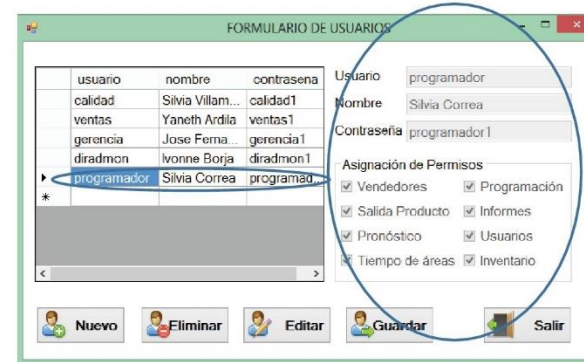 FORMULARIO DE USUARIOS
usuario nombre contrasena
calidad Silvia Villam... calidad1
ventas Yaneth Ardila ventas1
gerencia Jose Ferna... gerencia1
diradmon Ivonne Borja diradmon1
programador Silvia Correa programad...
Usuario programador
Nombre Silvia Correa
Contraseña programador1
Asignación de Permisos
Vendedores Programación
Salida Producto Informes
Pronóstico Usuarios
Tiempo de áreas Inventario
Nuevo Eliminar Editar Guardar Salir